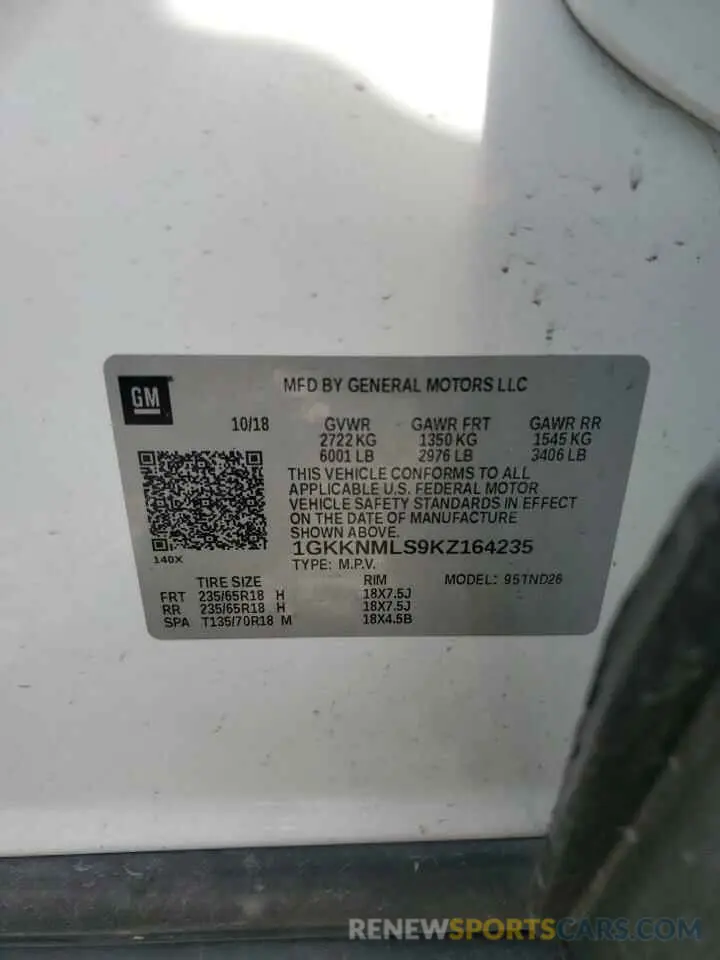 GM
MFD BY GENERAL MOTORS LLC
10/18 GVWR GAWR FRT GAWR RR
2722 KG 1350 KG 1545 KG
6001 LB 2976 LB 3406 LB
THIS VEHICLE CONFORMS TO ALL
APPLICABLE U.S. FEDERAL MOTOR
VEHICLE SAFETY STANDARDS IN EFFECT
ON THE DATE OF MANUFACTURE
SHOWN ABOVE.
1GKKNMLS9KZ164235
140X
TYPE: M.P.V.
TIRE SIZE RIM MODEL: 95TND26
FRT 235/65R18 H 18X7.5J
RR 235/65R18 H 18X7.5J
SPA T135/70R18 M 18X4.5B
RENEWSPORTSCARS.COM